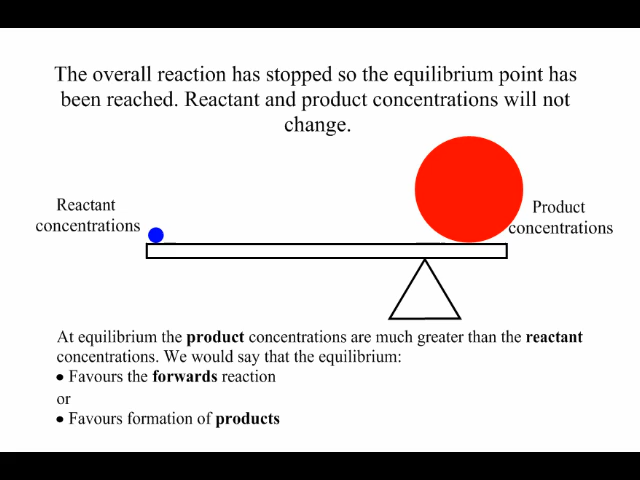 The overall reaction has stopped so the equilibrium point has
been reached. Reactant and product concentrations will not
change.
Reactant
concentrations
Product
concentrations
At equilibrium the product concentrations are much greater than the reactant
concentrations. We would say that the equilibrium:
• Favours the forwards reaction
or
• Favours formation of products